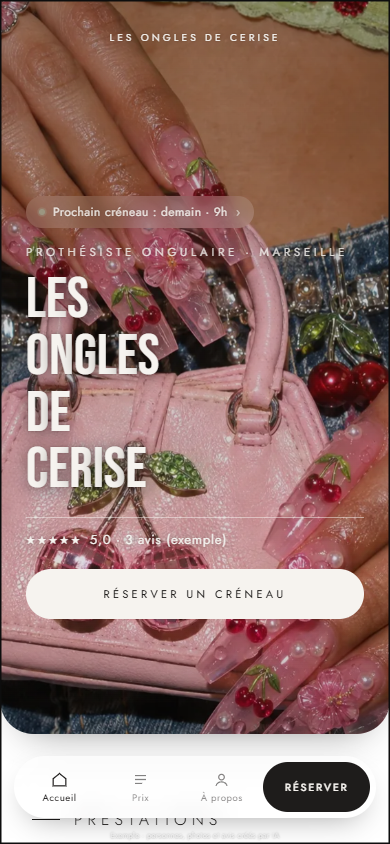 LES ONGLES DE CERISE
Prochain créneau : demain · 9h ›
PROTHÉSISTE ONGULAIRE · MARSEILLE
LES
ONGLES
DE
CERISE
★★★★★ 5,0 · 3 avis (exemple)
RÉSERVER UN CRÉNEAU
Accueil
Prix
À propos
RÉSERVER
PRESTATIONS